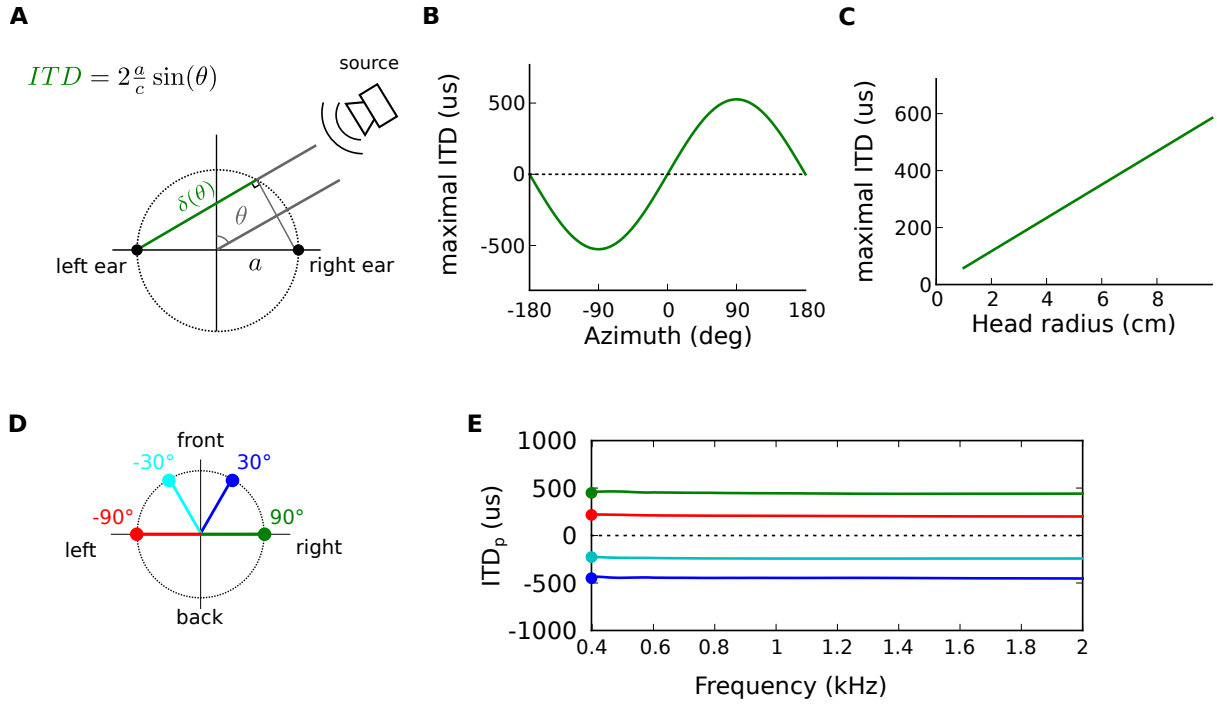 A
ITD = 2 a/c sin(θ)
source
δ(θ)
θ
a
left ear
right ear
B
maximal ITD (us)
500
0
-500
-180 -90 0 90 180
Azimuth (deg)
C
maximal ITD (us)
600
400
200
0
0 2 4 6 8
Head radius (cm)
D
front
-30° 30°
-90° 90°
left right
back
E
ITDp (us)
1000
500
0
-500
-1000
0.4 0.6 0.8 1 1.2 1.4 1.6 1.8 2
Frequency (kHz)